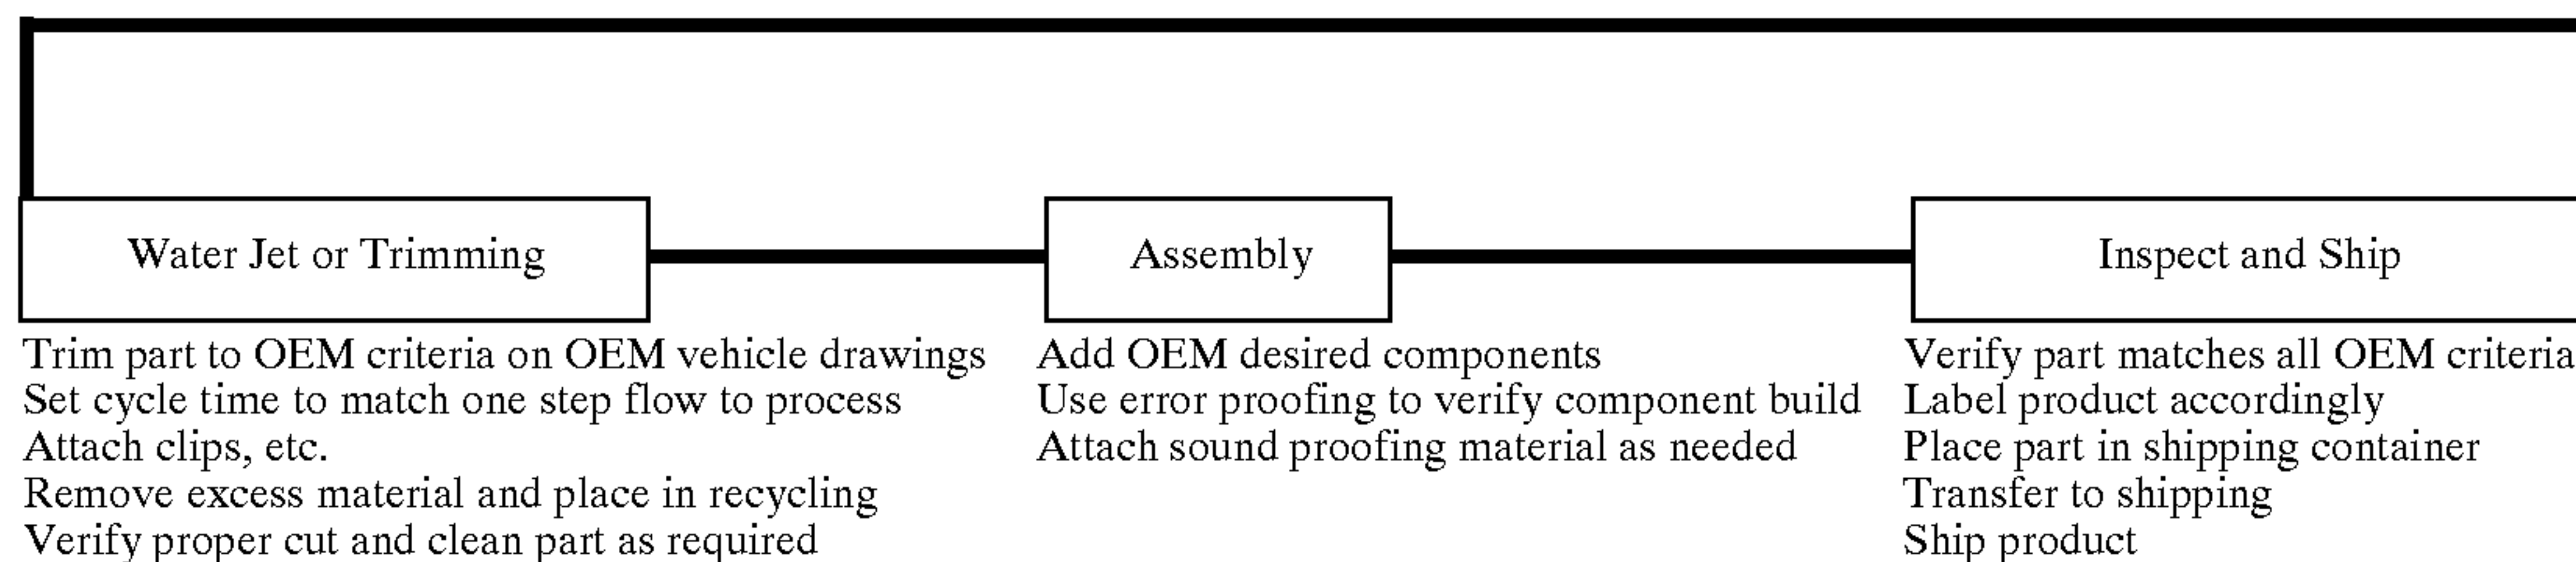 Water Jet or Trimming
Trim part to OEM criteria on OEM vehicle drawings
Set cycle time to match one step flow to process
Attach clips, etc.
Remove excess material and place in recycling
Verify proper cut and clean part as required
Assembly
Add OEM desired components
Use error proofing to verify component build
Attach sound proofing material as needed
Inspect and Ship
Verify part matches all OEM criteria
Label product accordingly
Place part in shipping container
Transfer to shipping
Ship product